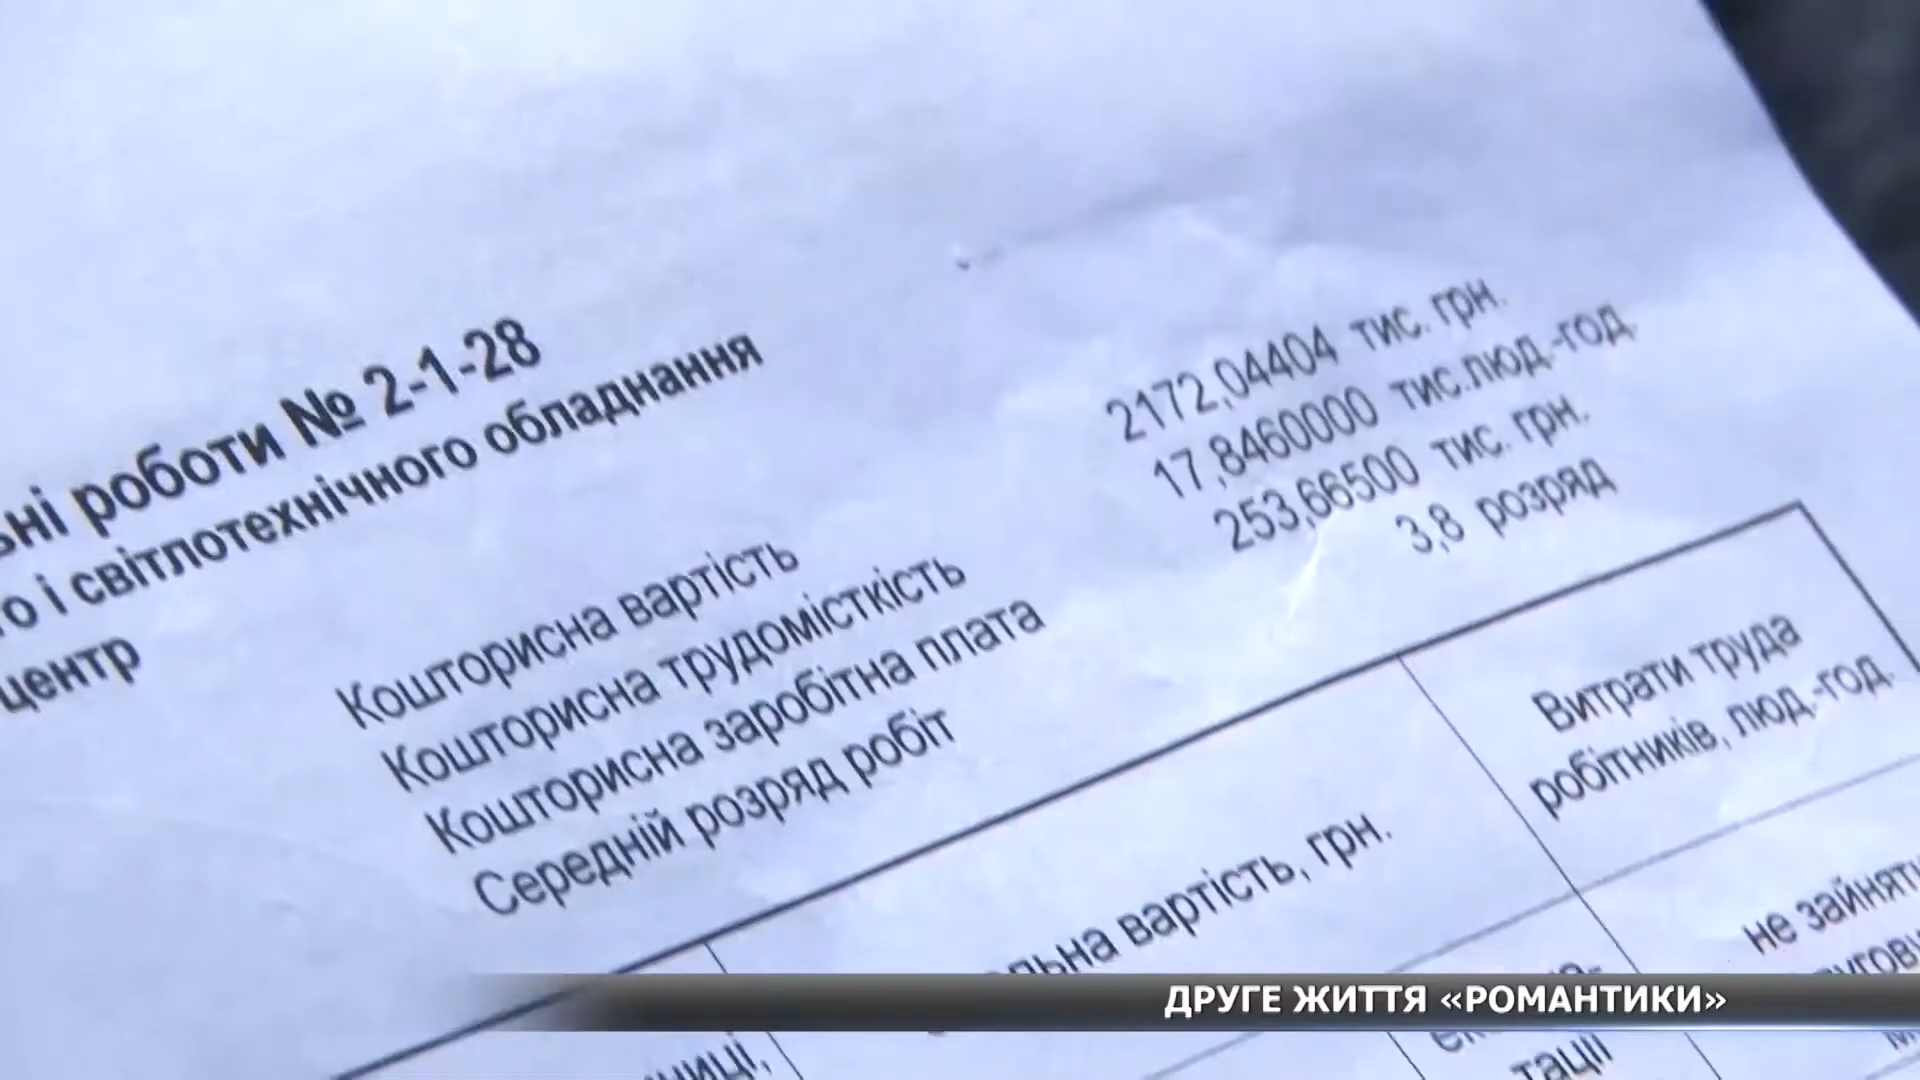 роботи № 2-1-28
і світлотехнічного обладнання
центр
Кошторисна вартість 2172,04404 тис. грн.
Кошторисна трудомісткість 17,8460000 тис.люд.-год.
Кошторисна заробітна плата 253,66500 тис. грн.
Середній розряд робіт 3,8 розряд
вартість, грн.
Витрати труда
робітників, люд.-год.
не
тації
ДРУГЕ ЖИТТЯ «РОМАНТИКИ»